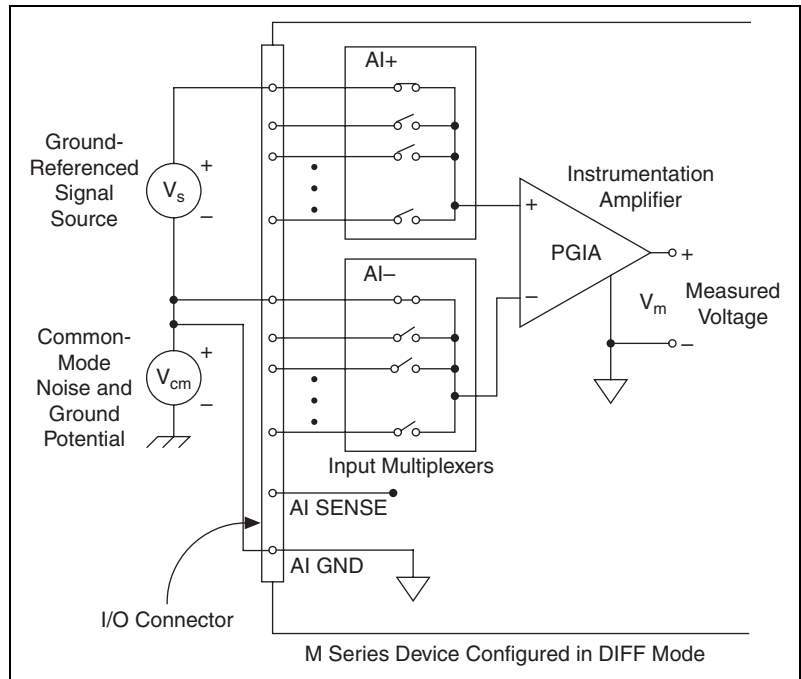 AI+
Ground-
Referenced
Signal
Source
+
Vs
–
Instrumentation
Amplifier
+
PGIA
–
+
Vm
Measured
Voltage
–
AI–
Common-
Mode
Noise and
Ground
Potential
+
Vcm
–
Input Multiplexers
AI SENSE
AI GND
I/O Connector
M Series Device Configured in DIFF Mode